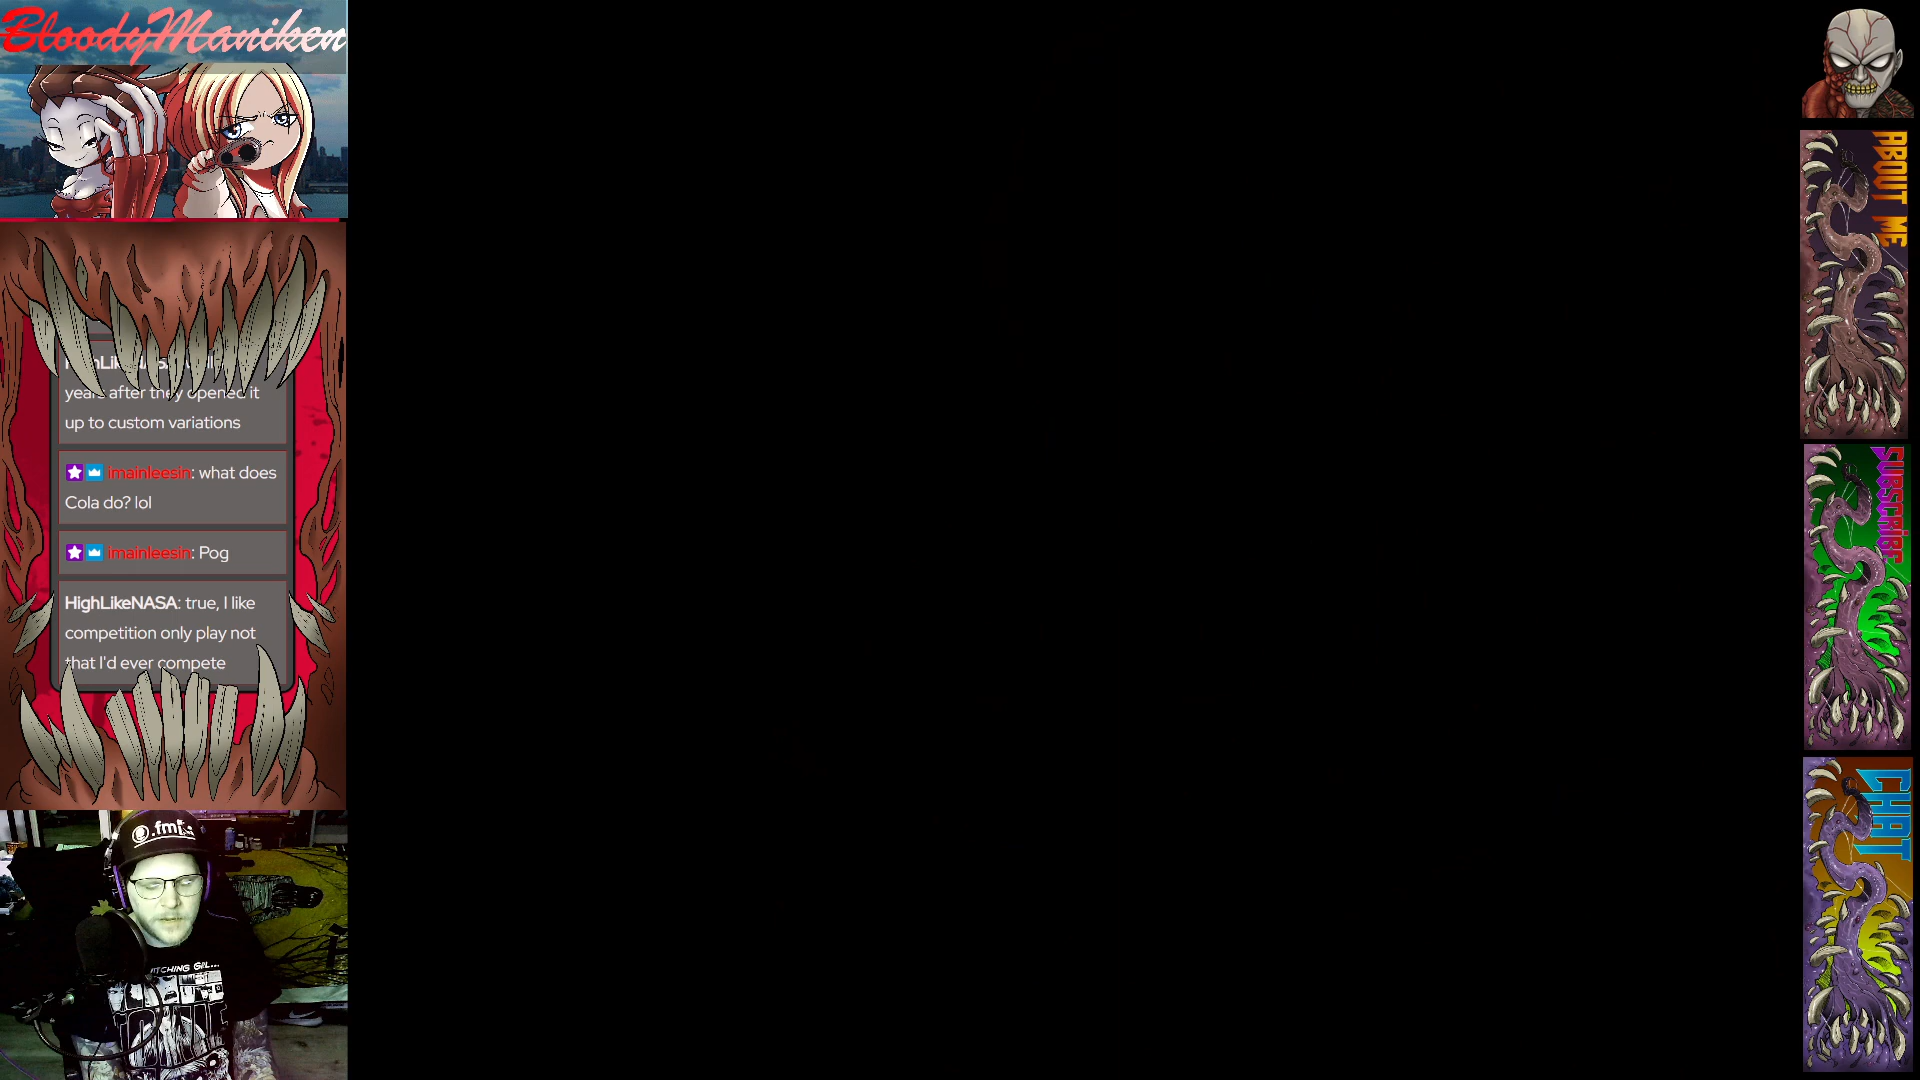 BloodyManiken
years after they opened it
up to custom variations
imainleesin: what does
Cola do? lol
imainleesin: Pog
HighLikeNASA: true, I like
competition only play not
that I'd ever compete
.fm
ABOUT ME
SUBSCRIBE
CHAT